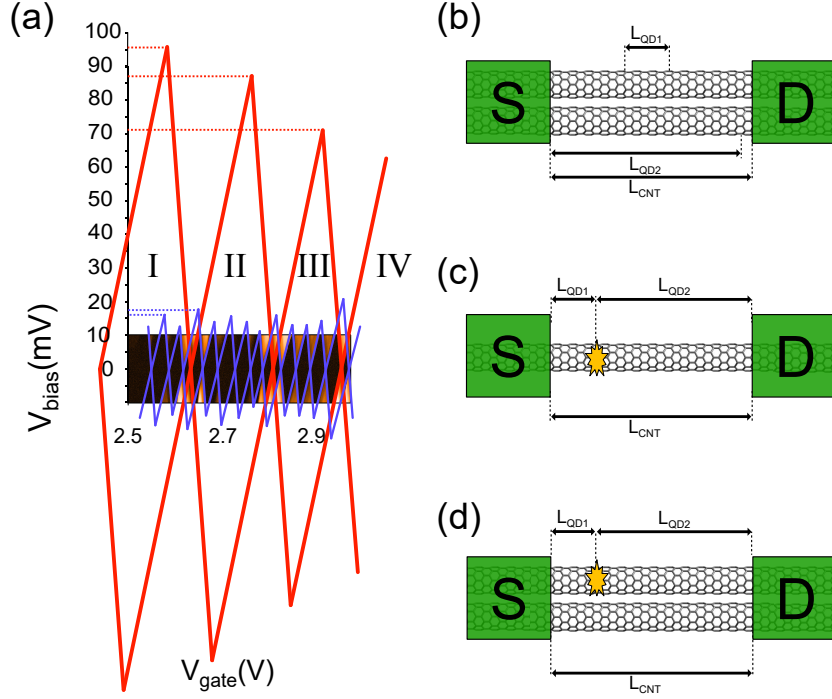 (a)
100
90
80
70
60
50
40
30
20
10
0
V_bias(mV)
I II III IV
2.5 2.7 2.9
V_gate(V)
(b)
L_QD1
S D
L_QD2
L_CNT
(c)
L_QD1 L_QD2
S D
L_CNT
(d)
L_QD1 L_QD2
S D
L_CNT